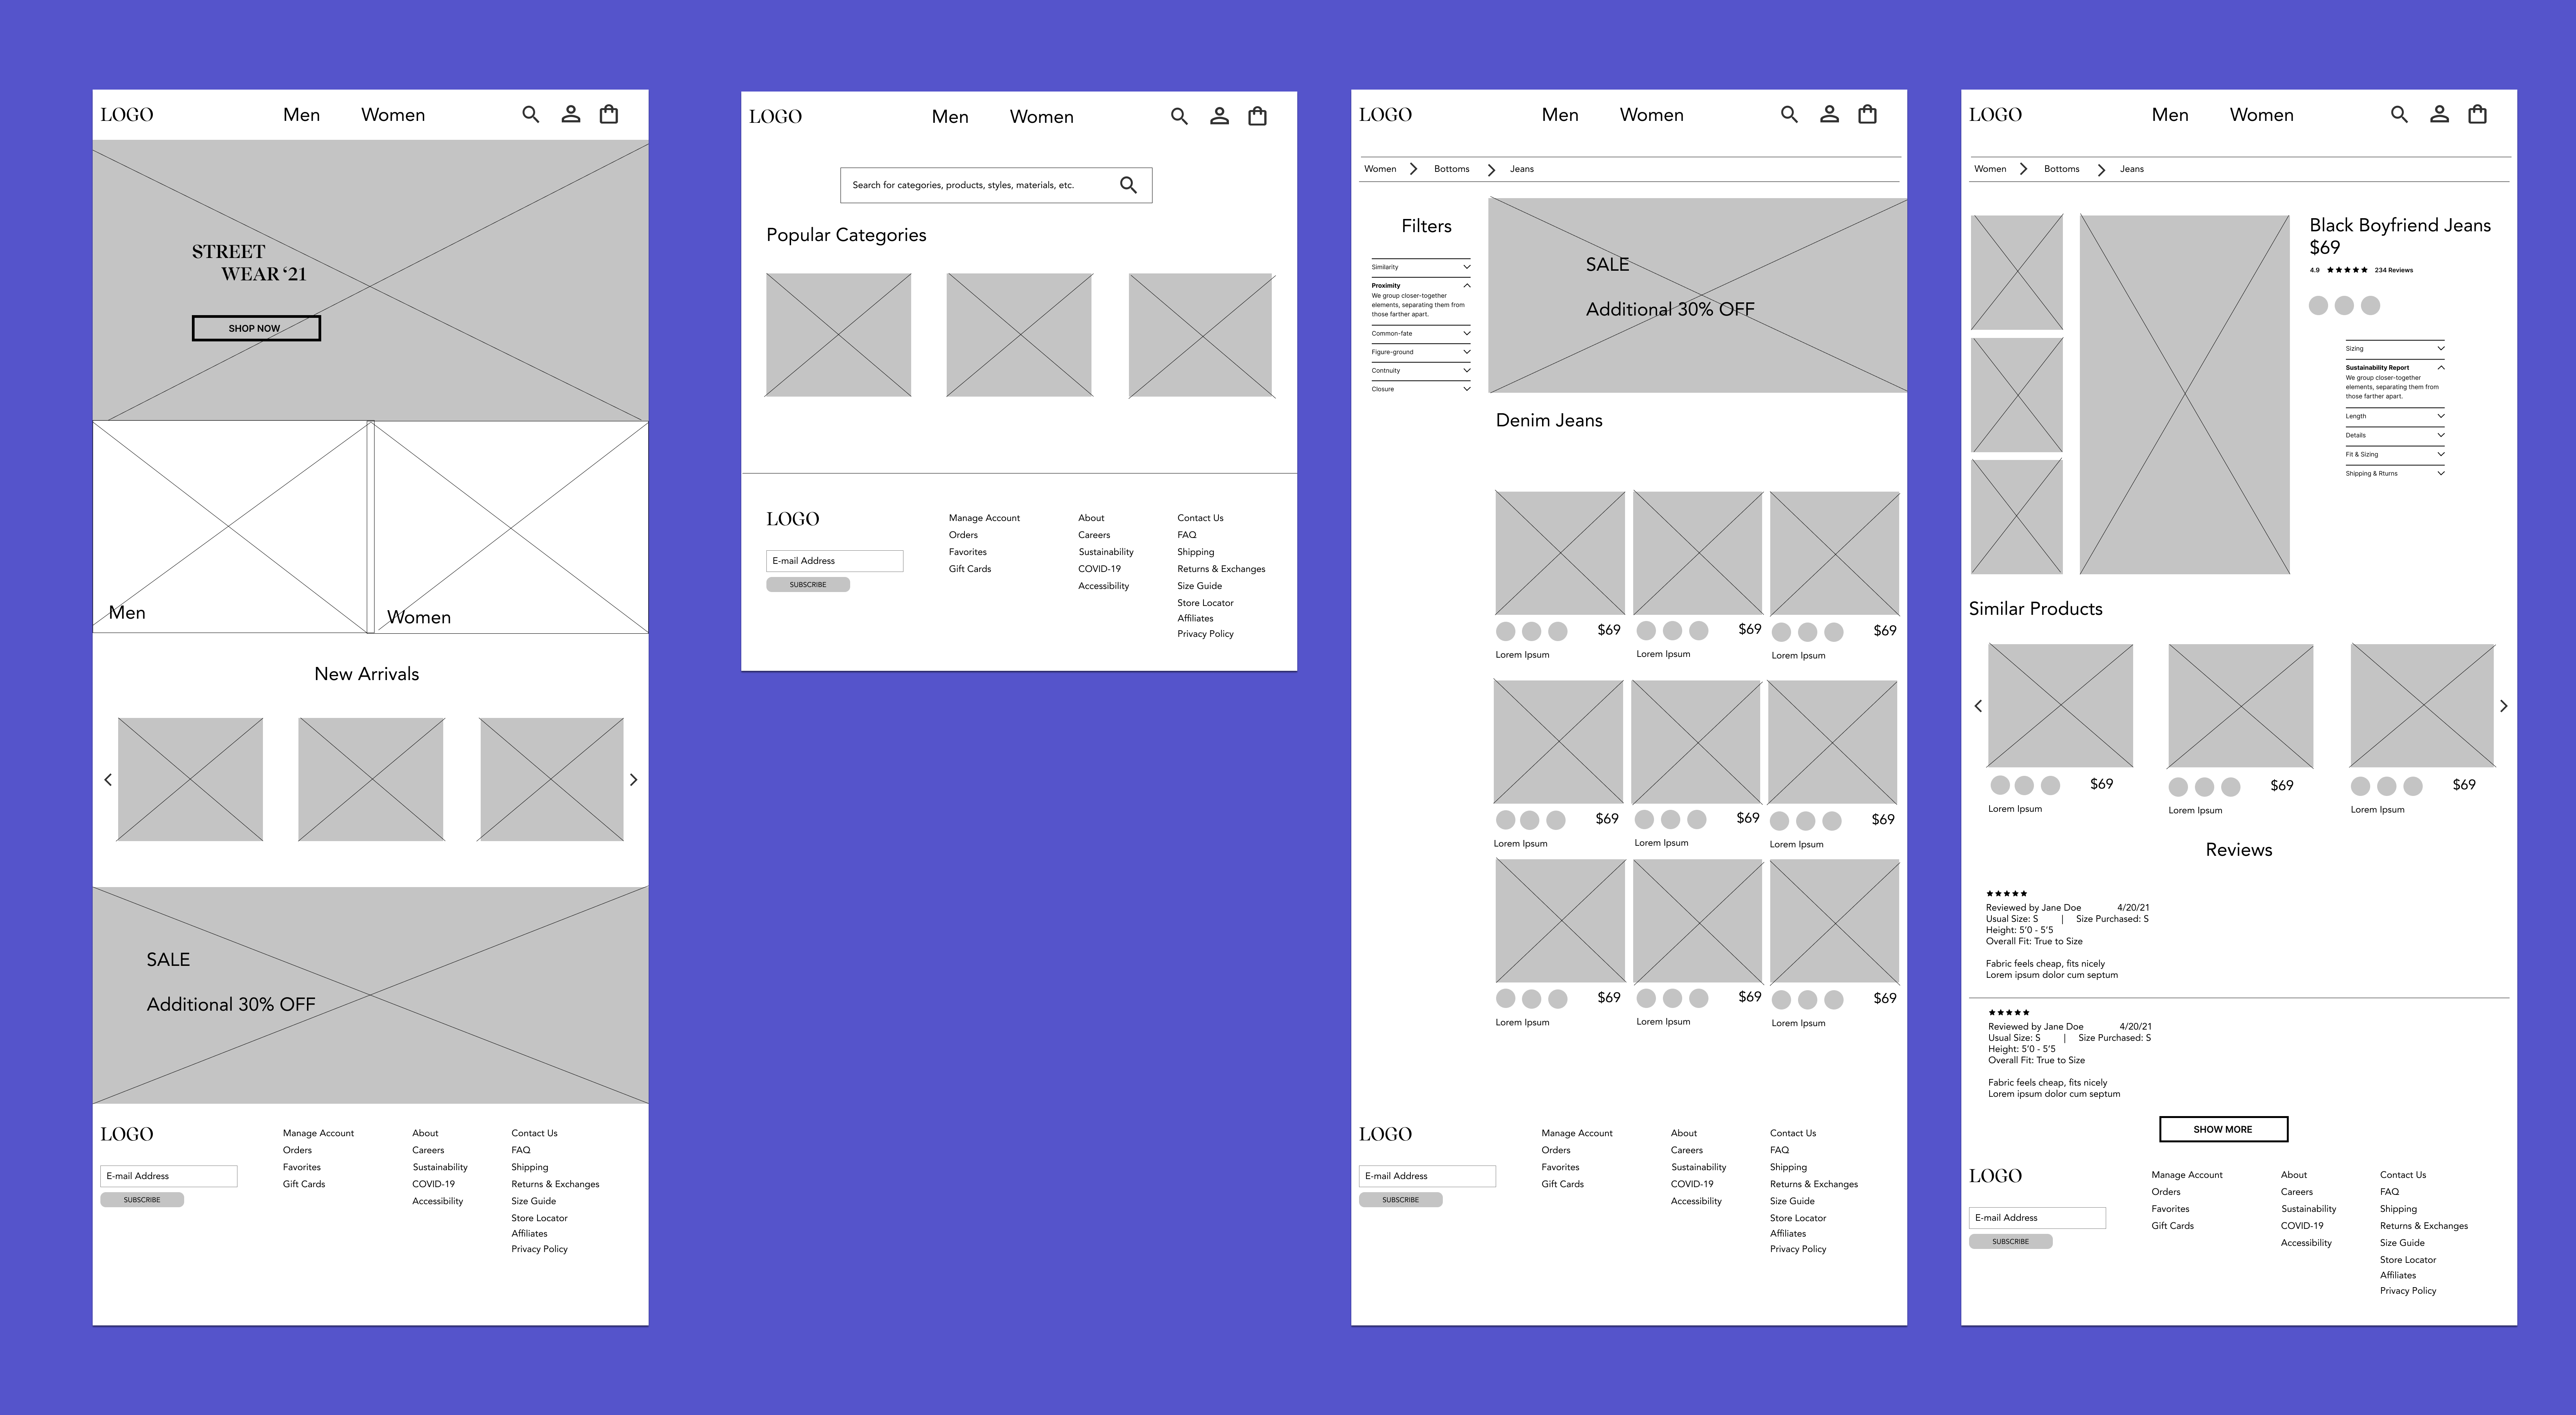 LOGO
Men Women
STREET
WEAR ‘21
SHOP NOW
Men
Women
New Arrivals
SALE
Additional 30% OFF
LOGO
E-mail Address
SUBSCRIBE
Manage Account
Orders
Favorites
Gift Cards
About
Careers
Sustainability
COVID-19
Accessibility
Contact Us
FAQ
Shipping
Returns & Exchanges
Size Guide
Store Locator
Affiliates
Privacy Policy
LOGO
Men Women
Search for categories, products, styles, materials, etc.
Popular Categories
LOGO
E-mail Address
SUBSCRIBE
Manage Account
Orders
Favorites
Gift Cards
About
Careers
Sustainability
COVID-19
Accessibility
Contact Us
FAQ
Shipping
Returns & Exchanges
Size Guide
Store Locator
Affiliates
Privacy Policy
LOGO
Men Women
Women Bottoms Jeans
Filters
Similarity
Proximity
We group closer-together
elements, separating them from
those farther apart.
Common-fate
Figure-ground
Contnuity
Closure
SALE
Additional 30% OFF
Denim Jeans
$69 $69 $69
Lorem Ipsum Lorem Ipsum Lorem Ipsum
$69 $69 $69
Lorem Ipsum Lorem Ipsum Lorem Ipsum
$69 $69 $69
Lorem Ipsum Lorem Ipsum Lorem Ipsum
LOGO
E-mail Address
SUBSCRIBE
Manage Account
Orders
Favorites
Gift Cards
About
Careers
Sustainability
COVID-19
Accessibility
Contact Us
FAQ
Shipping
Returns & Exchanges
Size Guide
Store Locator
Affiliates
Privacy Policy
LOGO
Men Women
Women Bottoms Jeans
Black Boyfriend Jeans
$69
4.9 ★★★★★ 234 Reviews
Sizing
Sustainability Report
We group closer-together
elements, separating them from
those farther apart.
Length
Details
Fit & Sizing
Shipping & Rturns
Similar Products
$69 $69 $69
Lorem Ipsum Lorem Ipsum Lorem Ipsum
Reviews
★★★★★
Reviewed by Jane Doe 4/20/21
Usual Size: S | Size Purchased: S
Height: 5’0 - 5’5
Overall Fit: True to Size
Fabric feels cheap, fits nicely
Lorem ipsum dolor cum septum
★★★★★
Reviewed by Jane Doe 4/20/21
Usual Size: S | Size Purchased: S
Height: 5’0 - 5’5
Overall Fit: True to Size
Fabric feels cheap, fits nicely
Lorem ipsum dolor cum septum
SHOW MORE
LOGO
E-mail Address
SUBSCRIBE
Manage Account
Orders
Favorites
Gift Cards
About
Careers
Sustainability
COVID-19
Accessibility
Contact Us
FAQ
Shipping
Returns & Exchanges
Size Guide
Store Locator
Affiliates
Privacy Policy